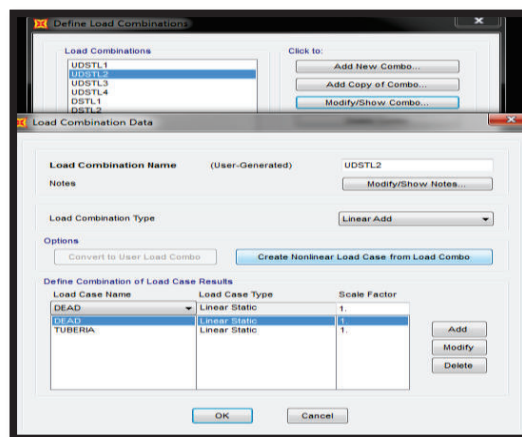 Define Load Combinations
Load Combinations
Click to:
UDSTL1
UDSTL2
UDSTL3
UDSTL4
DSTL1
DSTL2
Add New Combo...
Add Copy of Combo...
Modify/Show Combo...
Load Combination Data
Load Combination Name (User-Generated) UDSTL2
Notes Modify/Show Notes...
Load Combination Type Linear Add
Options
Convert to User Load Combo Create Nonlinear Load Case from Load Combo
Define Combination of Load Case Results
Load Case Name Load Case Type Scale Factor
DEAD Linear Static 1.
DEAD Linear Static 1.
TUBERIA Linear Static 1.
Add
Modify
Delete
OK Cancel